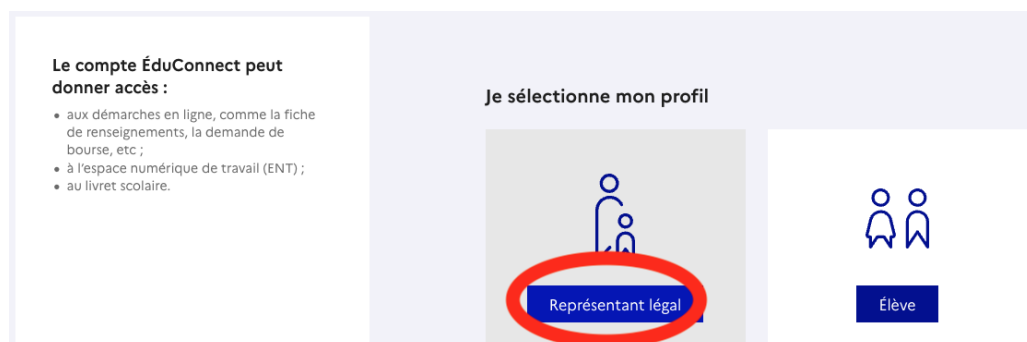 Le compte ÉduConnect peut
donner accès :
• aux démarches en ligne, comme la fiche
de renseignements, la demande de
bourse, etc ;
• à l'espace numérique de travail (ENT) ;
• au livret scolaire.
Je sélectionne mon profil
Représentant légal
Élève